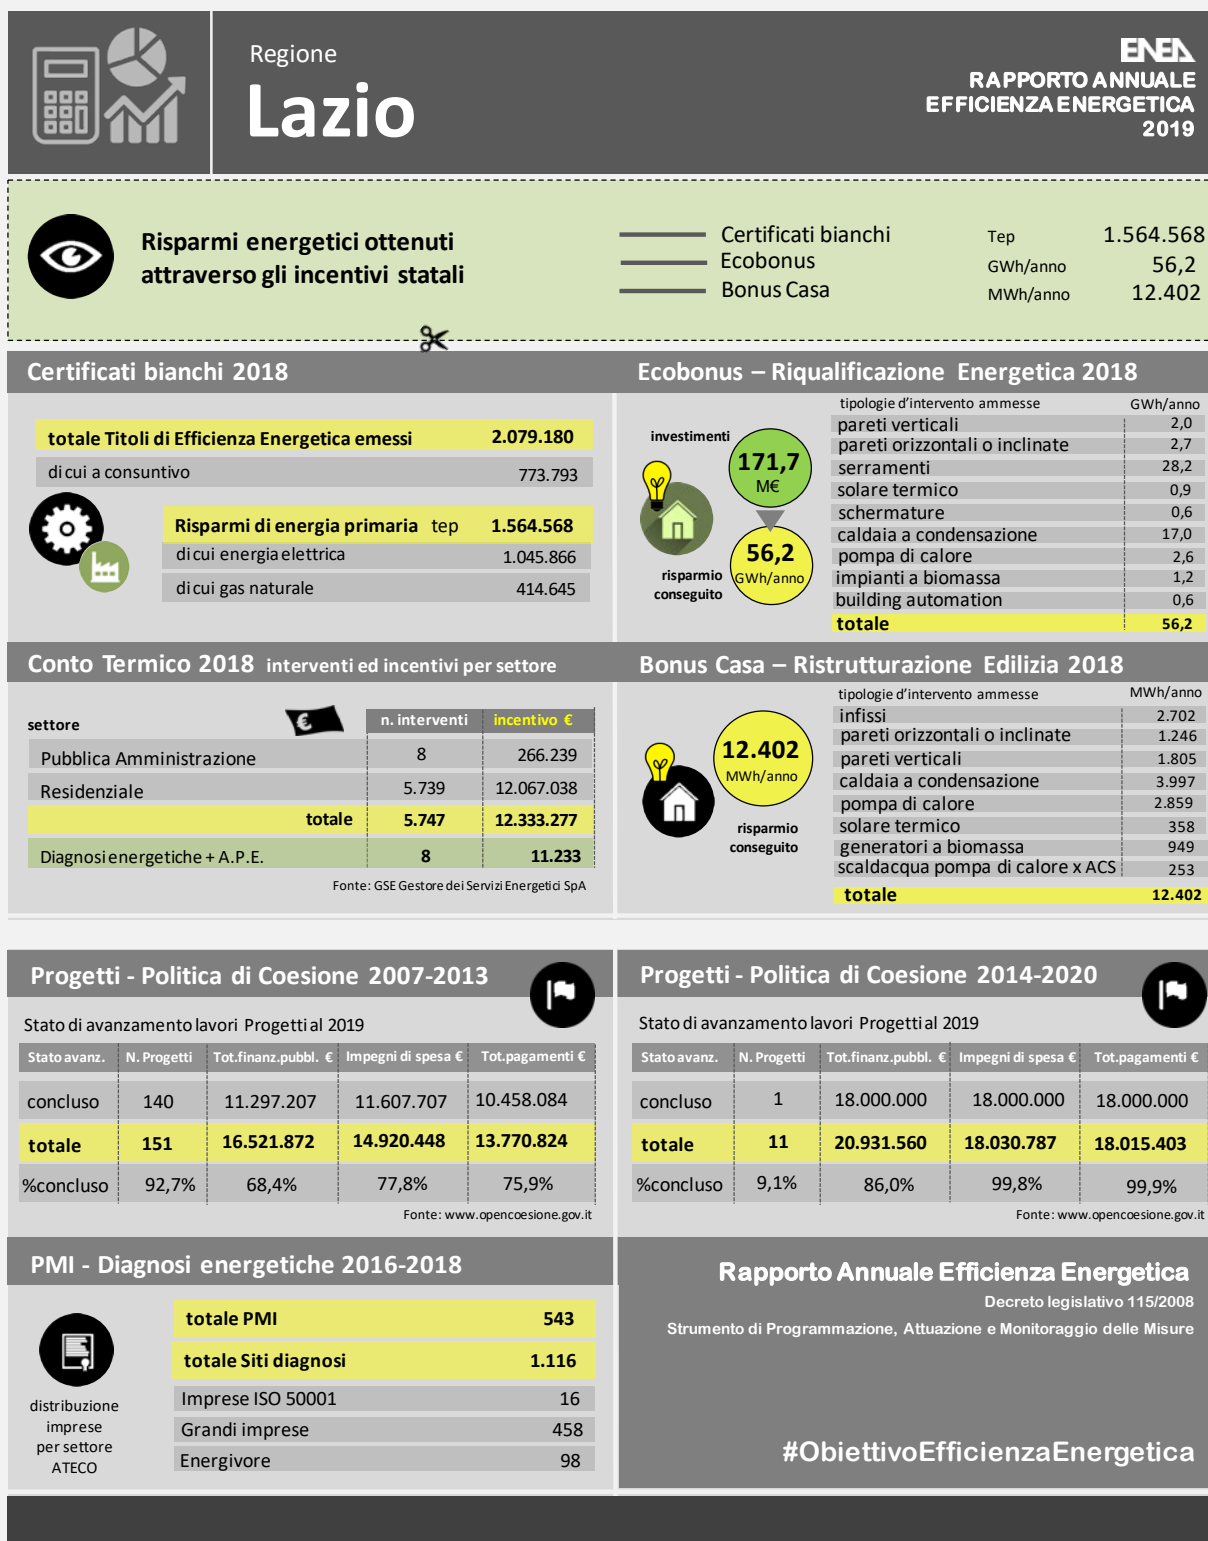 Regione
Lazio
ENEA
RAPPORTO ANNUALE
EFFICIENZA ENERGETICA
2019
Risparmi energetici ottenuti
attraverso gli incentivi statali
Certificati bianchi Tep 1.564.568
Ecobonus GWh/anno 56,2
Bonus Casa MWh/anno 12.402
Certificati bianchi 2018
totale Titoli di Efficienza Energetica emessi 2.079.180
di cui a consuntivo 773.793
Risparmi di energia primaria tep 1.564.568
di cui energia elettrica 1.045.866
di cui gas naturale 414.645
Ecobonus – Riqualificazione Energetica 2018
investimenti
171,7
M€
56,2
GWh/anno
risparmio
conseguito
tipologie d'intervento ammesse GWh/anno
pareti verticali 2,0
pareti orizzontali o inclinate 2,7
serramenti 28,2
solare termico 0,9
schermature 0,6
caldaia a condensazione 17,0
pompa di calore 2,6
impianti a biomassa 1,2
building automation 0,6
totale 56,2
Conto Termico 2018 interventi ed incentivi per settore
settore € n. interventi incentivo €
Pubblica Amministrazione 8 266.239
Residenziale 5.739 12.067.038
totale 5.747 12.333.277
Diagnosi energetiche + A.P.E. 8 11.233
Fonte: GSE Gestore dei Servizi Energetici SpA
Bonus Casa – Ristrutturazione Edilizia 2018
12.402
MWh/anno
risparmio
conseguito
tipologie d'intervento ammesse MWh/anno
infissi 2.702
pareti orizzontali o inclinate 1.246
pareti verticali 1.805
caldaia a condensazione 3.997
pompa di calore 2.859
solare termico 358
generatori a biomassa 949
scaldacqua pompa di calore x ACS 253
totale 12.402
Progetti - Politica di Coesione 2007-2013
Stato di avanzamento lavori Progetti al 2019
Stato avanz. N. Progetti Tot.finanz.pubbl. € Impegni di spesa € Tot.pagamenti €
concluso 140 11.297.207 11.607.707 10.458.084
totale 151 16.521.872 14.920.448 13.770.824
%concluso 92,7% 68,4% 77,8% 75,9%
Fonte: www.opencoesione.gov.it
Progetti - Politica di Coesione 2014-2020
Stato di avanzamento lavori Progetti al 2019
Stato avanz. N. Progetti Tot.finanz.pubbl. € Impegni di spesa € Tot.pagamenti €
concluso 1 18.000.000 18.000.000 18.000.000
totale 11 20.931.560 18.030.787 18.015.403
%concluso 9,1% 86,0% 99,8% 99,9%
Fonte: www.opencoesione.gov.it
PMI - Diagnosi energetiche 2016-2018
distribuzione
imprese
per settore
ATECO
totale PMI 543
totale Siti diagnosi 1.116
Imprese ISO 50001 16
Grandi imprese 458
Energivore 98
Rapporto Annuale Efficienza Energetica
Decreto legislativo 115/2008
Strumento di Programmazione, Attuazione e Monitoraggio delle Misure
#ObiettivoEfficienzaEnergetica